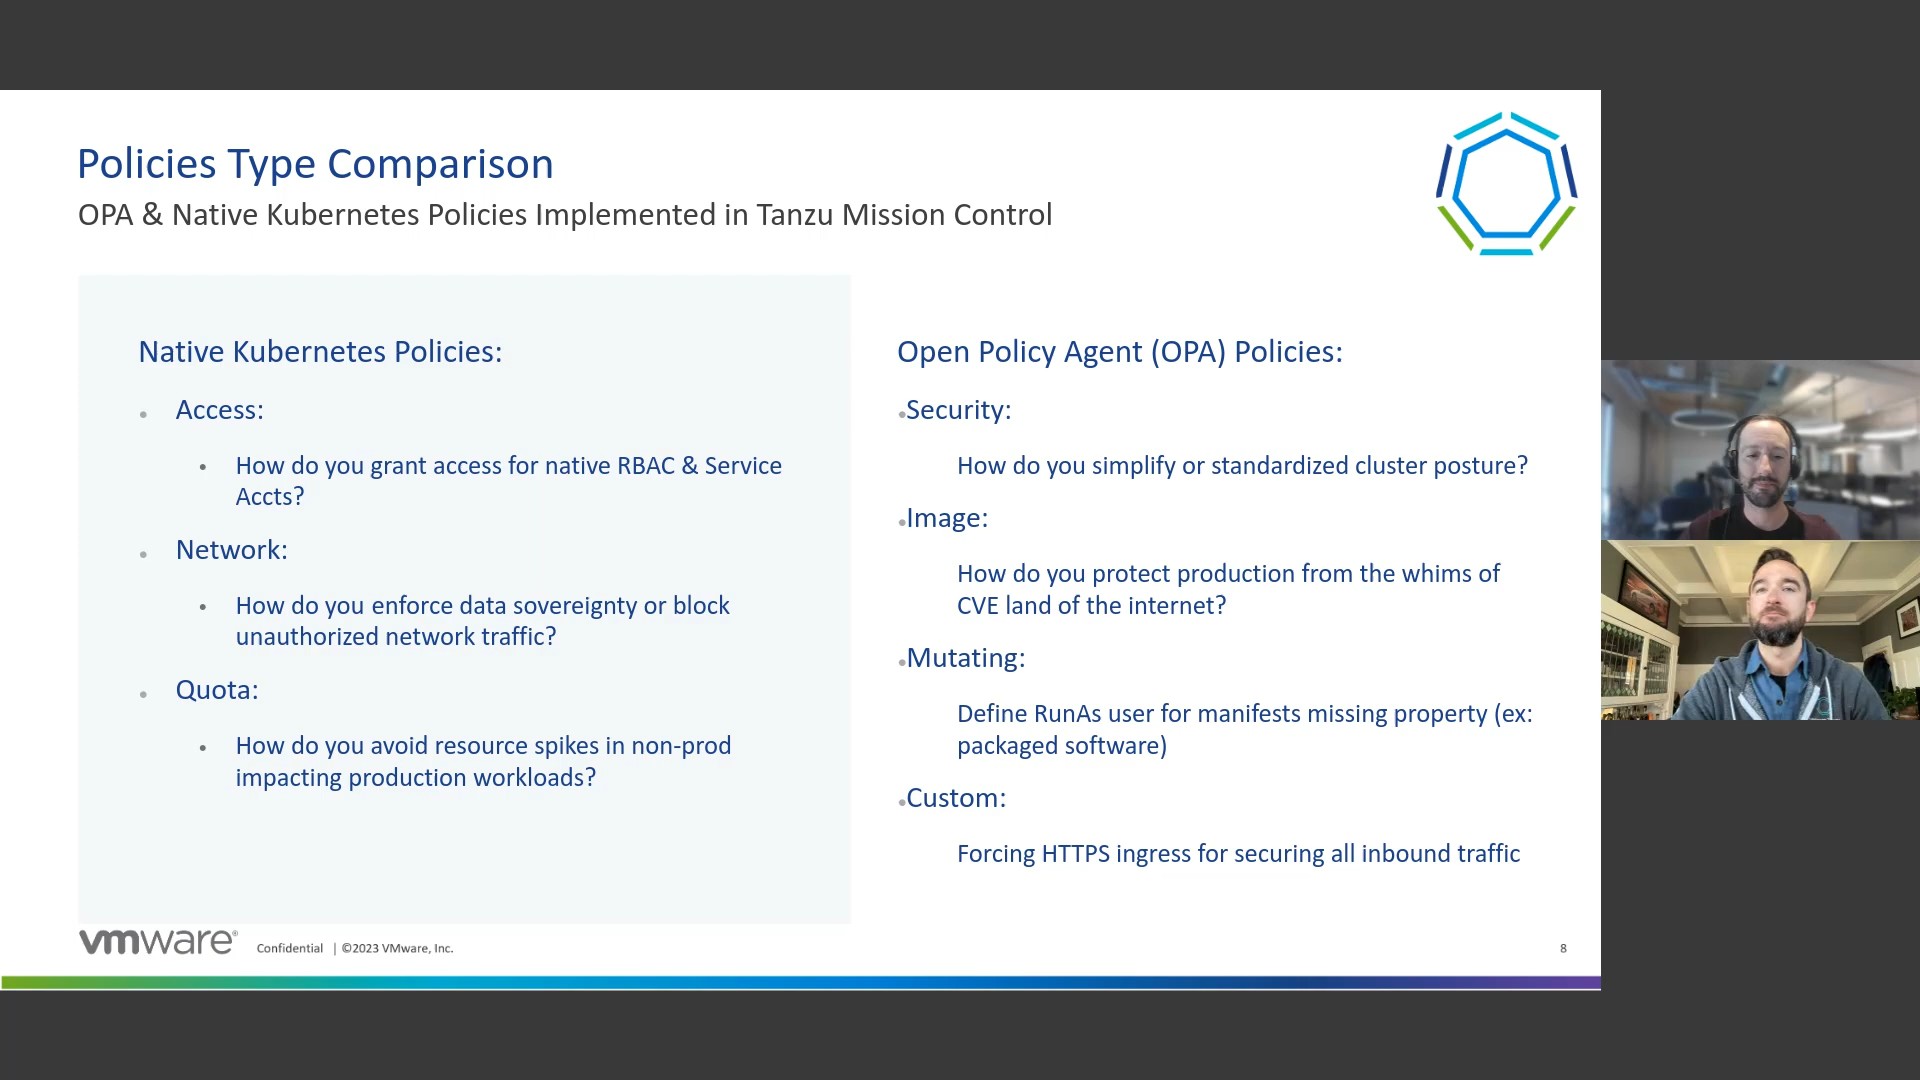 Policies Type Comparison
OPA & Native Kubernetes Policies Implemented in Tanzu Mission Control
Native Kubernetes Policies:
• Access:
• How do you grant access for native RBAC & Service
Accts?
• Network:
• How do you enforce data sovereignty or block
unauthorized network traffic?
• Quota:
• How do you avoid resource spikes in non-prod
impacting production workloads?
Open Policy Agent (OPA) Policies:
•Security:
How do you simplify or standardized cluster posture?
•Image:
How do you protect production from the whims of
CVE land of the internet?
•Mutating:
Define RunAs user for manifests missing property (ex:
packaged software)
•Custom:
Forcing HTTPS ingress for securing all inbound traffic
vmware® Confidential | ©2023 VMware, Inc.
8